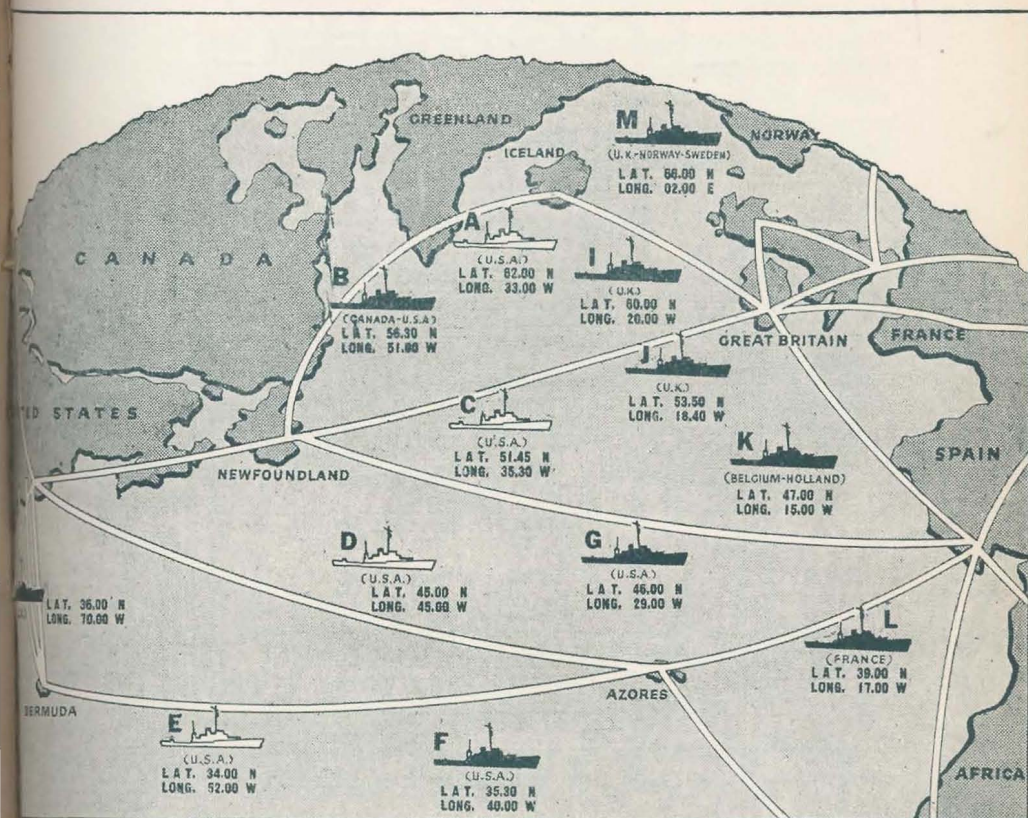 GREENLAND
ICELAND
M
NORWAY
(U.K.-NORWAY-SWEDEN)
LAT. 66.00 N
LONG. 02.00 E
CANADA
A
(U.S.A.)
LAT. 62.00 N
LONG. 33.00 W
I
(U.K.)
LAT. 60.00 N
LONG. 20.00 W
B
(CANADA-U.S.A.)
LAT. 56.30 N
LONG. 51.00 W
GREAT BRITAIN
FRANCE
J
(U.K.)
LAT. 53.50 N
LONG. 18.40 W
STATES
C
(U.S.A.)
LAT. 51.45 N
LONG. 35.30 W
NEWFOUNDLAND
K
(BELGIUM-HOLLAND)
LAT. 47.00 N
LONG. 15.00 W
SPAIN
D
(U.S.A.)
LAT. 45.00 N
LONG. 45.00 W
G
(U.S.A.)
LAT. 46.00 N
LONG. 29.00 W
LAT. 36.00 N
LONG. 70.00 W
L
(FRANCE)
LAT. 39.00 N
LONG. 17.00 W
AZORES
BERMUDA
E
(U.S.A.)
LAT. 34.00 N
LONG. 52.00 W
F
(U.S.A.)
LAT. 35.30 N
LONG. 40.00 W
AFRICA